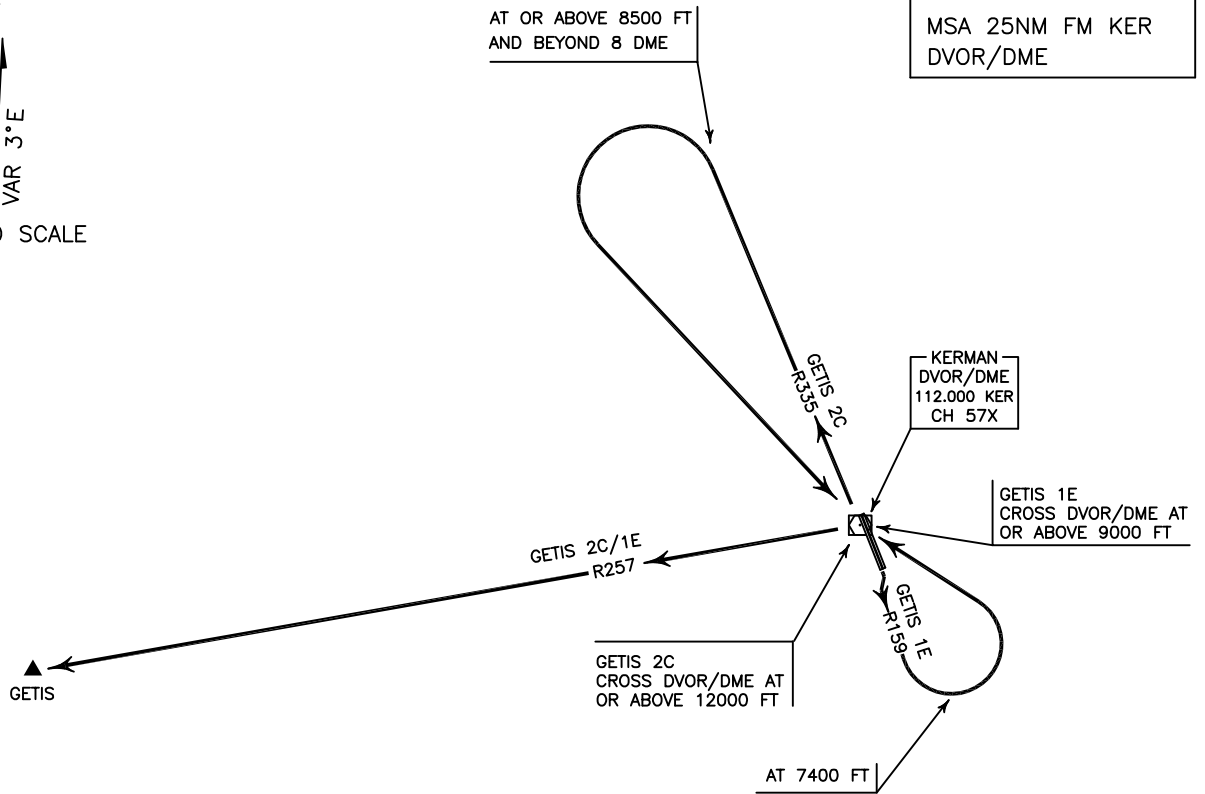 AT OR ABOVE 8500 FT
AND BEYOND 8 DME
MSA 25NM FM KER
DVOR/DME
VAR 3°E
SCALE
GETIS 2C
R335
KERMAN
DVOR/DME
112.000 KER
CH 57X
GETIS 1E
CROSS DVOR/DME AT
OR ABOVE 9000 FT
GETIS 2C/1E
R257
GETIS 1E
R159
GETIS 2C
CROSS DVOR/DME AT
OR ABOVE 12000 FT
GETIS
AT 7400 FT